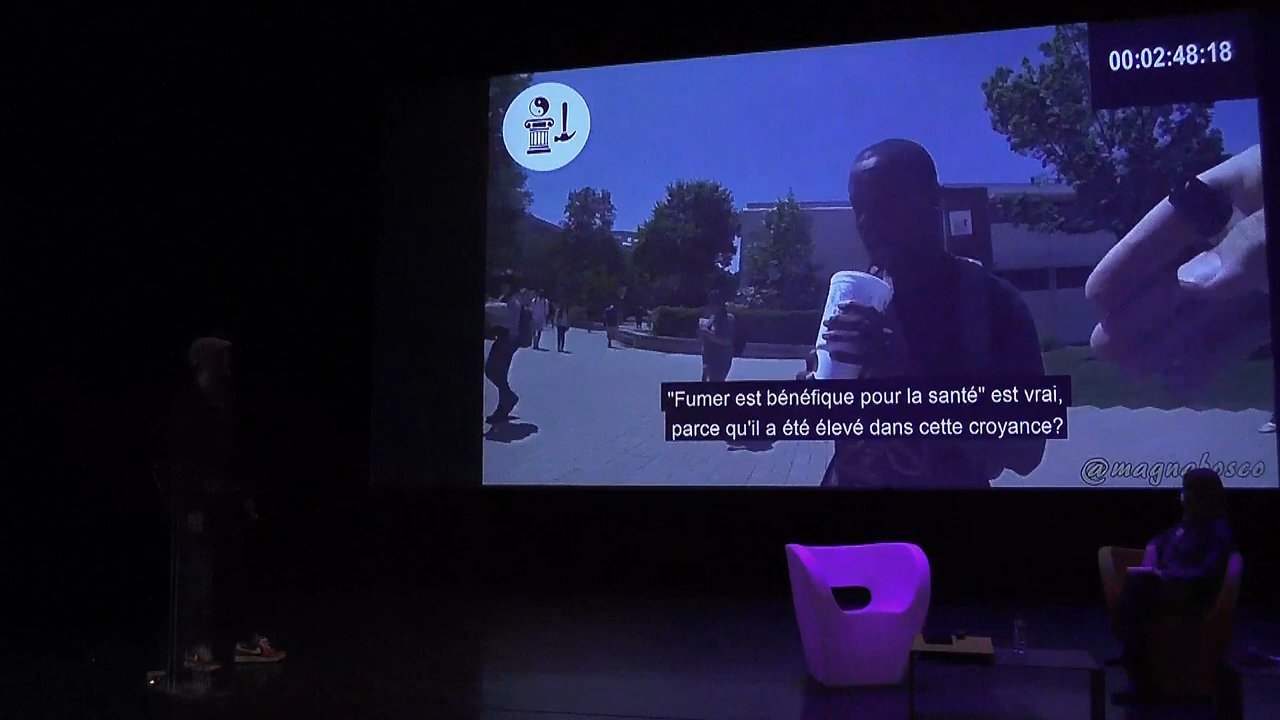 00:02:48:18
"Fumer est bénéfique pour la santé" est vrai,
parce qu'il a été élevé dans cette croyance?
@magnabosco